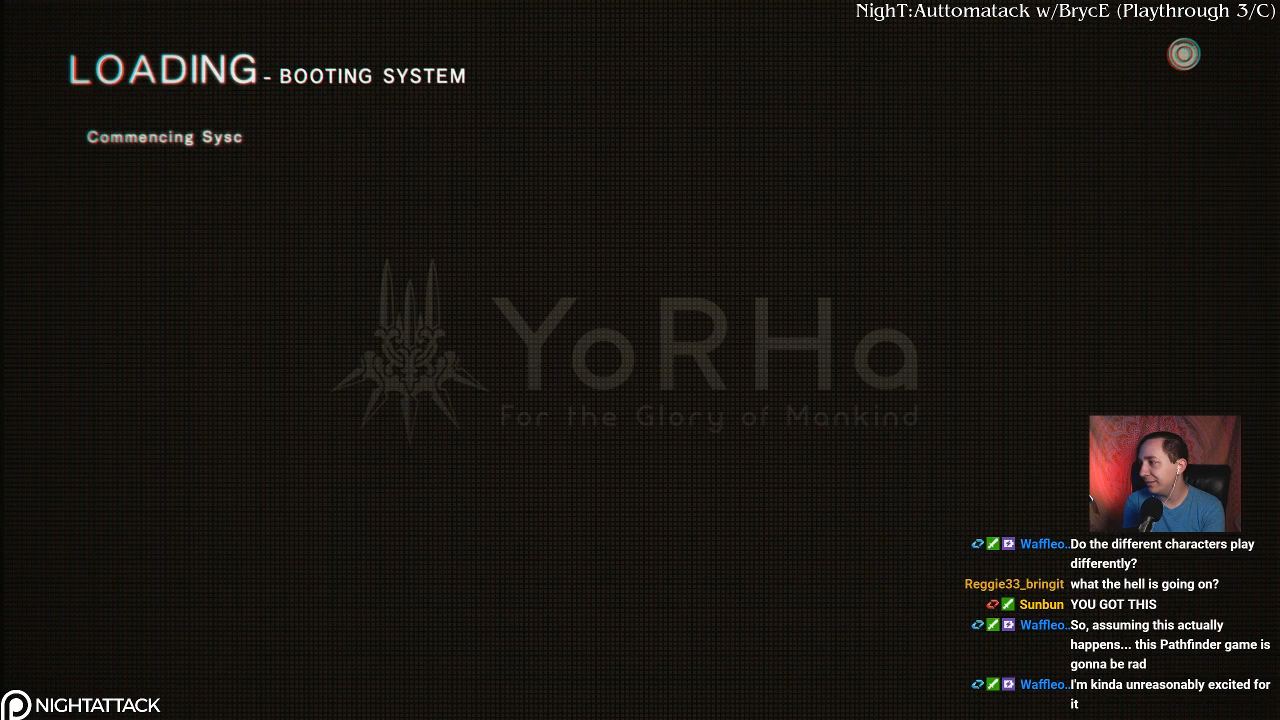 NighT:Auttomatack w/BrycE (Playthrough 3/C)
LOADING - BOOTING SYSTEM
Commencing Sysc
YoRHa
For the Glory of Mankind
Waffleo.. Do the different characters play
differently?
Reggie33_bringit what the hell is going on?
Sunbun YOU GOT THIS
Waffleo.. So, assuming this actually
happens... this Pathfinder game is
gonna be rad
Waffleo.. I'm kinda unreasonably excited for
it
NIGHTATTACK